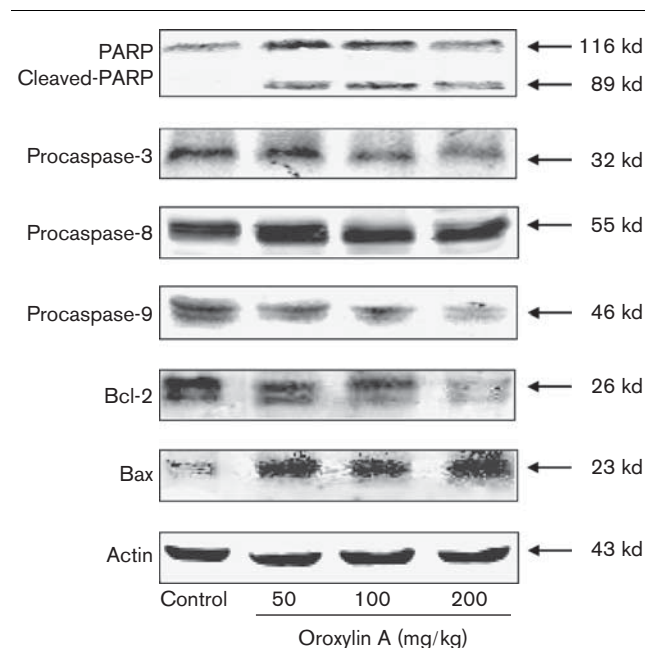 PARP 116 kd
Cleaved-PARP 89 kd
Procaspase-3 32 kd
Procaspase-8 55 kd
Procaspase-9 46 kd
Bcl-2 26 kd
Bax 23 kd
Actin 43 kd
Control 50 100 200
Oroxylin A (mg/kg)